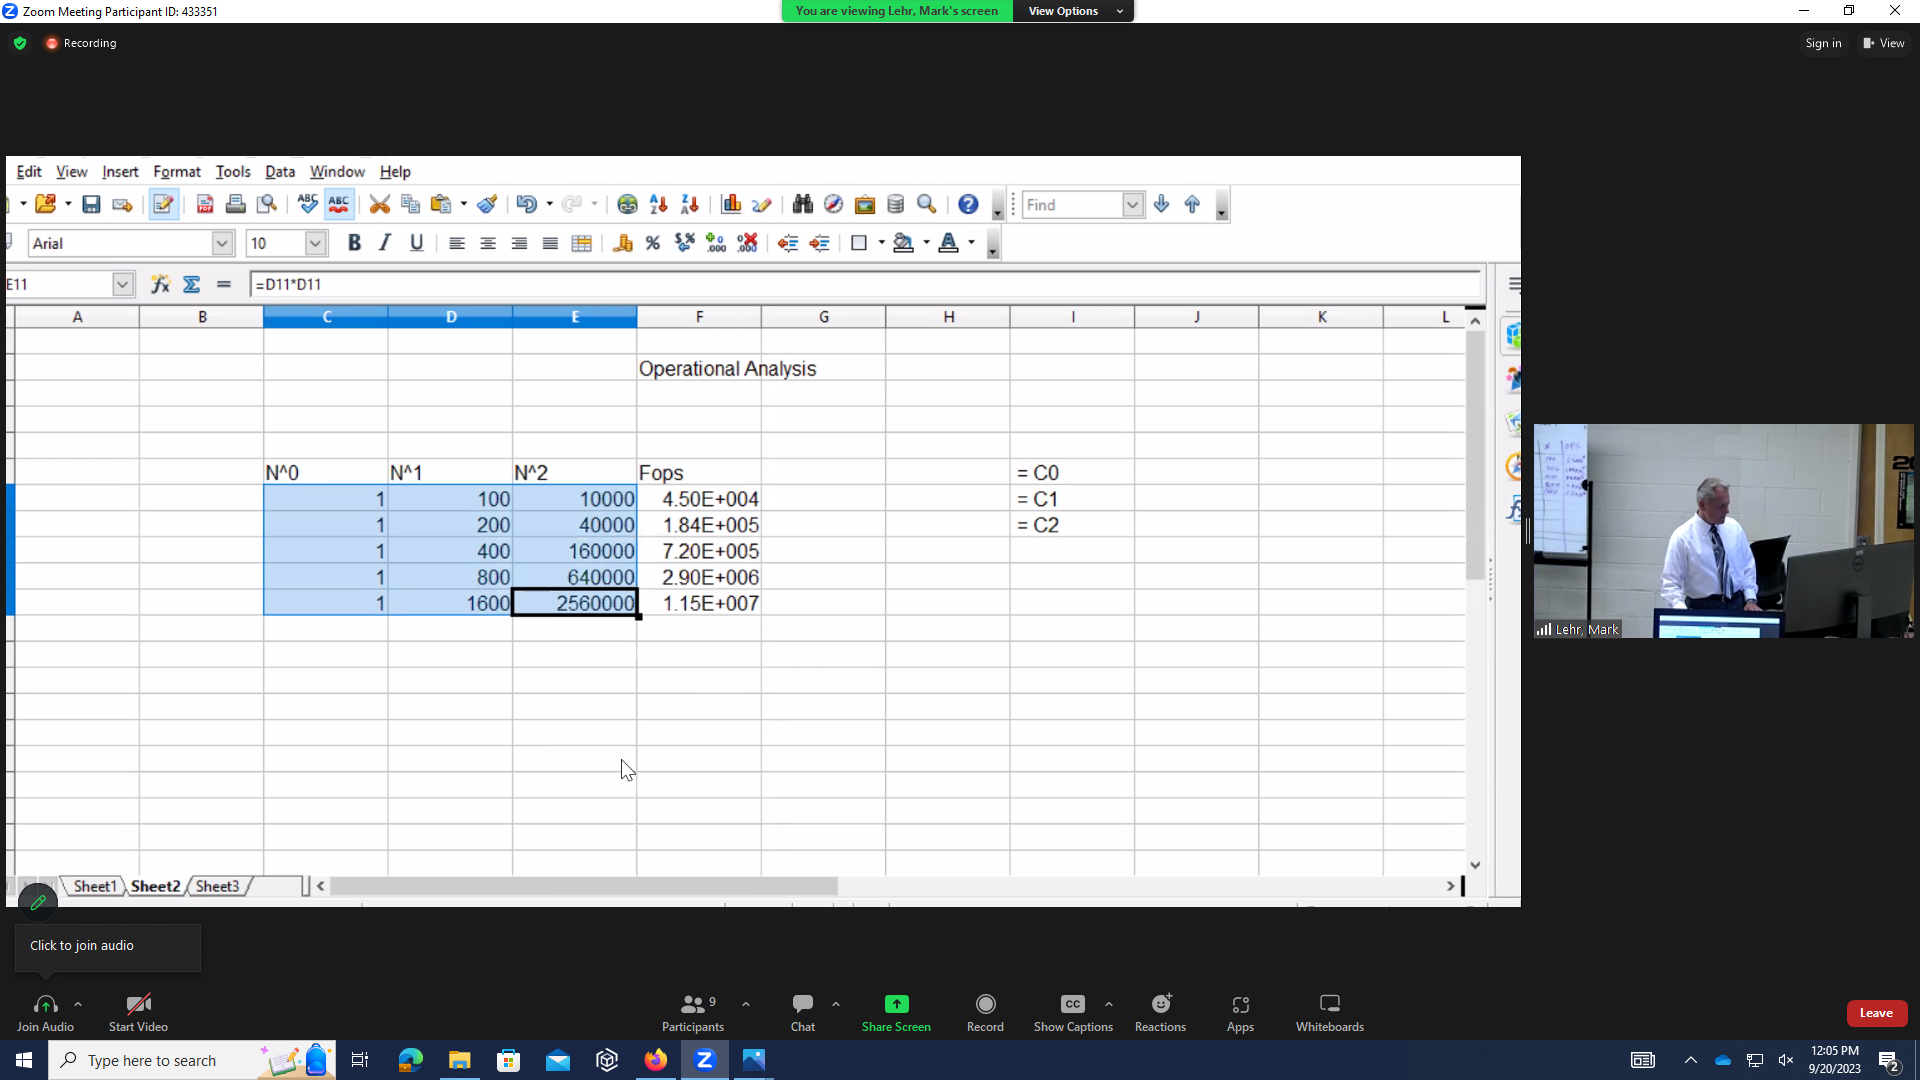 Zoom Meeting Participant ID: 433351
You are viewing Lehr, Mark's screen
View Options
Recording
Sign in
View
Edit View Insert Format Tools Data Window Help
Find
Arial
10
E11
=D11*D11
A B C D E F G H I J K L
Operational Analysis
N^0 N^1 N^2 Fops = C0
1 100 10000 4.50E+004 = C1
1 200 40000 1.84E+005 = C2
1 400 160000 7.20E+005
1 800 640000 2.90E+006
1 1600 2560000 1.15E+007
Lehr, Mark
Sheet1 Sheet2 Sheet3
Click to join audio
Join Audio
Start Video
9
Participants
Chat
Share Screen
Record
CC
Show Captions
Reactions
Apps
Whiteboards
Leave
Type here to search
12:05 PM
9/20/2023
2